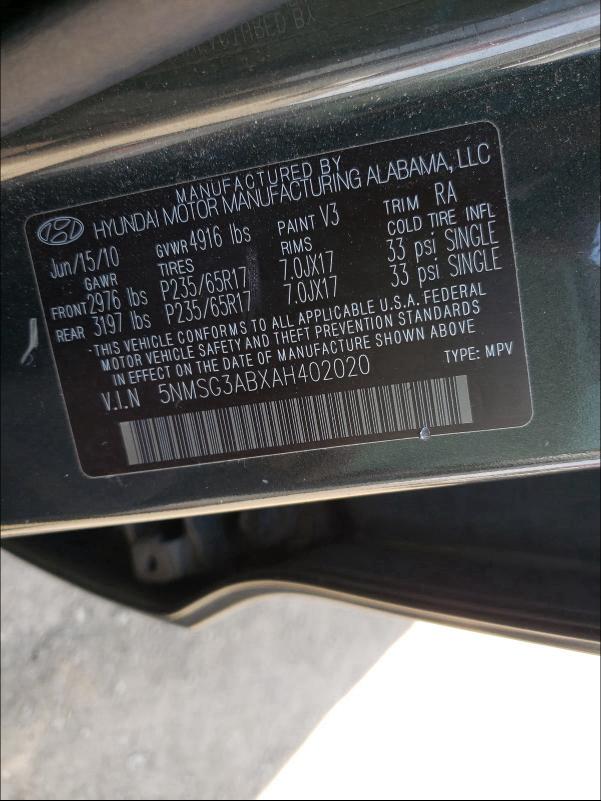 MANUFACTURED BY
HYUNDAI MOTOR MANUFACTURING ALABAMA, LLC
Jun/15/10 GVWR 4916 lbs PAINT V3 TRIM RA
GAWR TIRES RIMS COLD TIRE INFL
FRONT 2976 lbs P235/65R17 7.0JX17 33 psi SINGLE
REAR 3197 lbs P235/65R17 7.0JX17 33 psi SINGLE
-THIS VEHICLE CONFORMS TO ALL APPLICABLE U.S.A. FEDERAL
MOTOR VEHICLE SAFETY AND THEFT PREVENTION STANDARDS
IN EFFECT ON THE DATE OF MANUFACTURE SHOWN ABOVE
V.I.N 5NMSG3ABXAH402020 TYPE: MPV